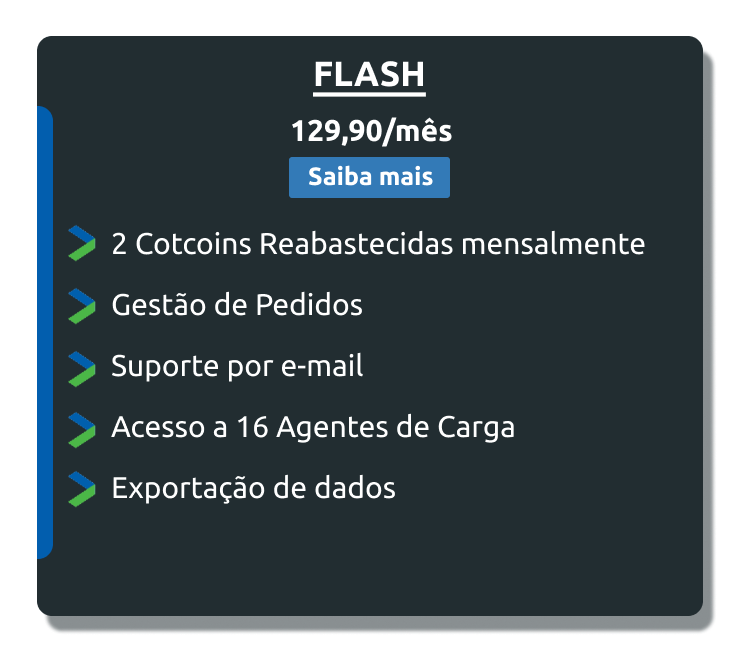 FLASH
129,90/mês
Saiba mais
2 Cotcoins Reabastecidas mensalmente
Gestão de Pedidos
Suporte por e-mail
Acesso a 16 Agentes de Carga
Exportação de dados